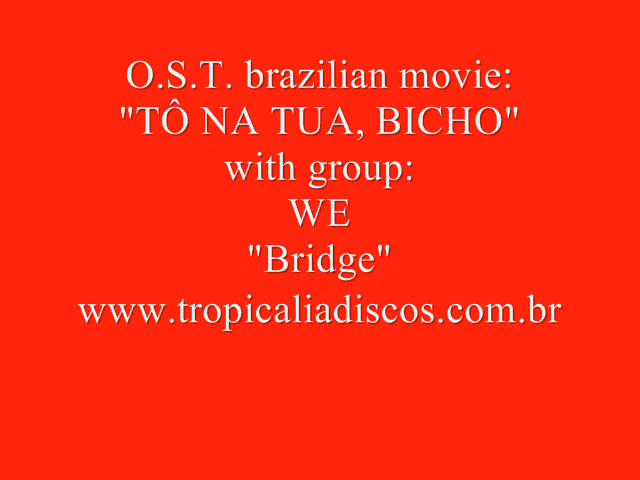 O.S.T. brazilian movie:
"TÔ NA TUA, BICHO"
with group:
WE
"Bridge"
www.tropicaliadiscos.com.br